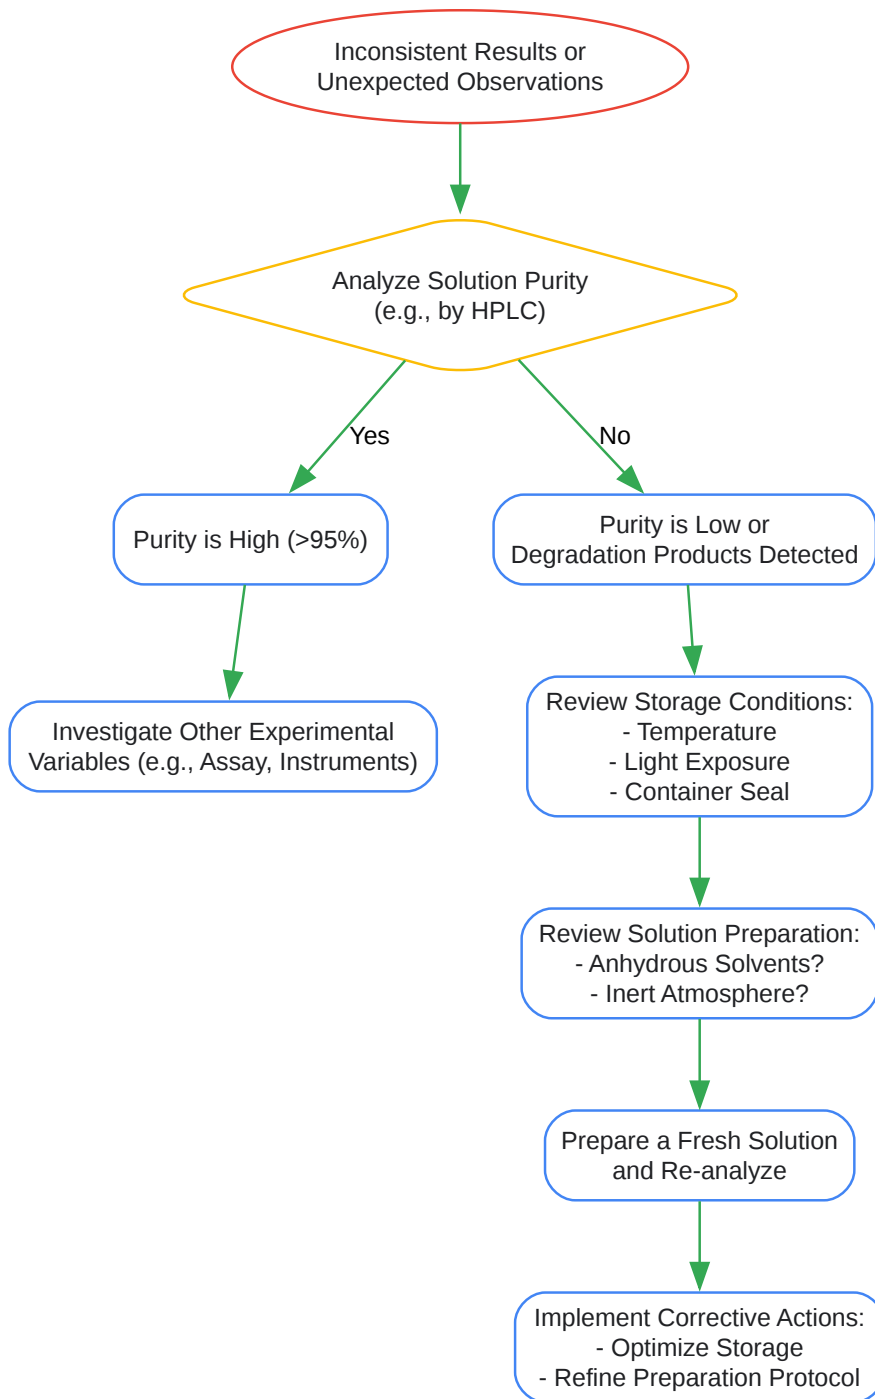 Inconsistent Results or
Unexpected Observations
Analyze Solution Purity
(e.g., by HPLC)
Yes
No
Purity is High (>95%)
Purity is Low or
Degradation Products Detected
Investigate Other Experimental
Variables (e.g., Assay, Instruments)
Review Storage Conditions:
- Temperature
- Light Exposure
- Container Seal
Review Solution Preparation:
- Anhydrous Solvents?
- Inert Atmosphere?
Prepare a Fresh Solution
and Re-analyze
Implement Corrective Actions:
- Optimize Storage
- Refine Preparation Protocol